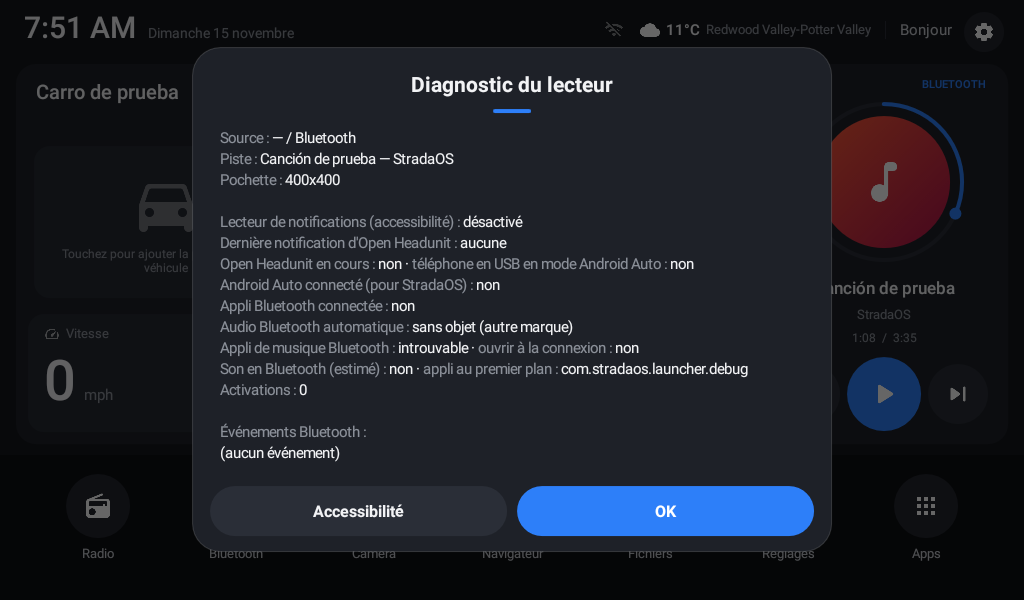 7:51 AM
Dimanche 15 novembre
11°C
Redwood Valley-Potter Valley
Bonjour
Carro de prueba
Touchez pour ajouter la
véhicule
Vitesse
0 mph
Diagnostic du lecteur
Source : — / Bluetooth
Piste : Canción de prueba — StradaOS
Pochette : 400x400
Lecteur de notifications (accessibilité) : désactivé
Dernière notification d'Open Headunit : aucune
Open Headunit en cours : non · téléphone en USB en mode Android Auto : non
Android Auto connecté (pour StradaOS) : non
Appli Bluetooth connectée : non
Audio Bluetooth automatique : sans objet (autre marque)
Appli de musique Bluetooth : introuvable · ouvrir à la connexion : non
Son en Bluetooth (estimé) : non · appli au premier plan : com.stradaos.launcher.debug
Activations : 0
Événements Bluetooth :
(aucun événement)
Accessibilité
OK
BLUETOOTH
nción de prueba
StradaOS
1:08 / 3:35
Radio
Bluetooth
Caméra
Navigateur
Fichiers
Réglages
Apps